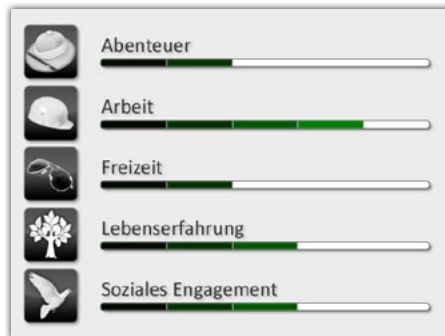 Abenteuer
Arbeit
Freizeit
Lebenserfahrung
Soziales Engagement